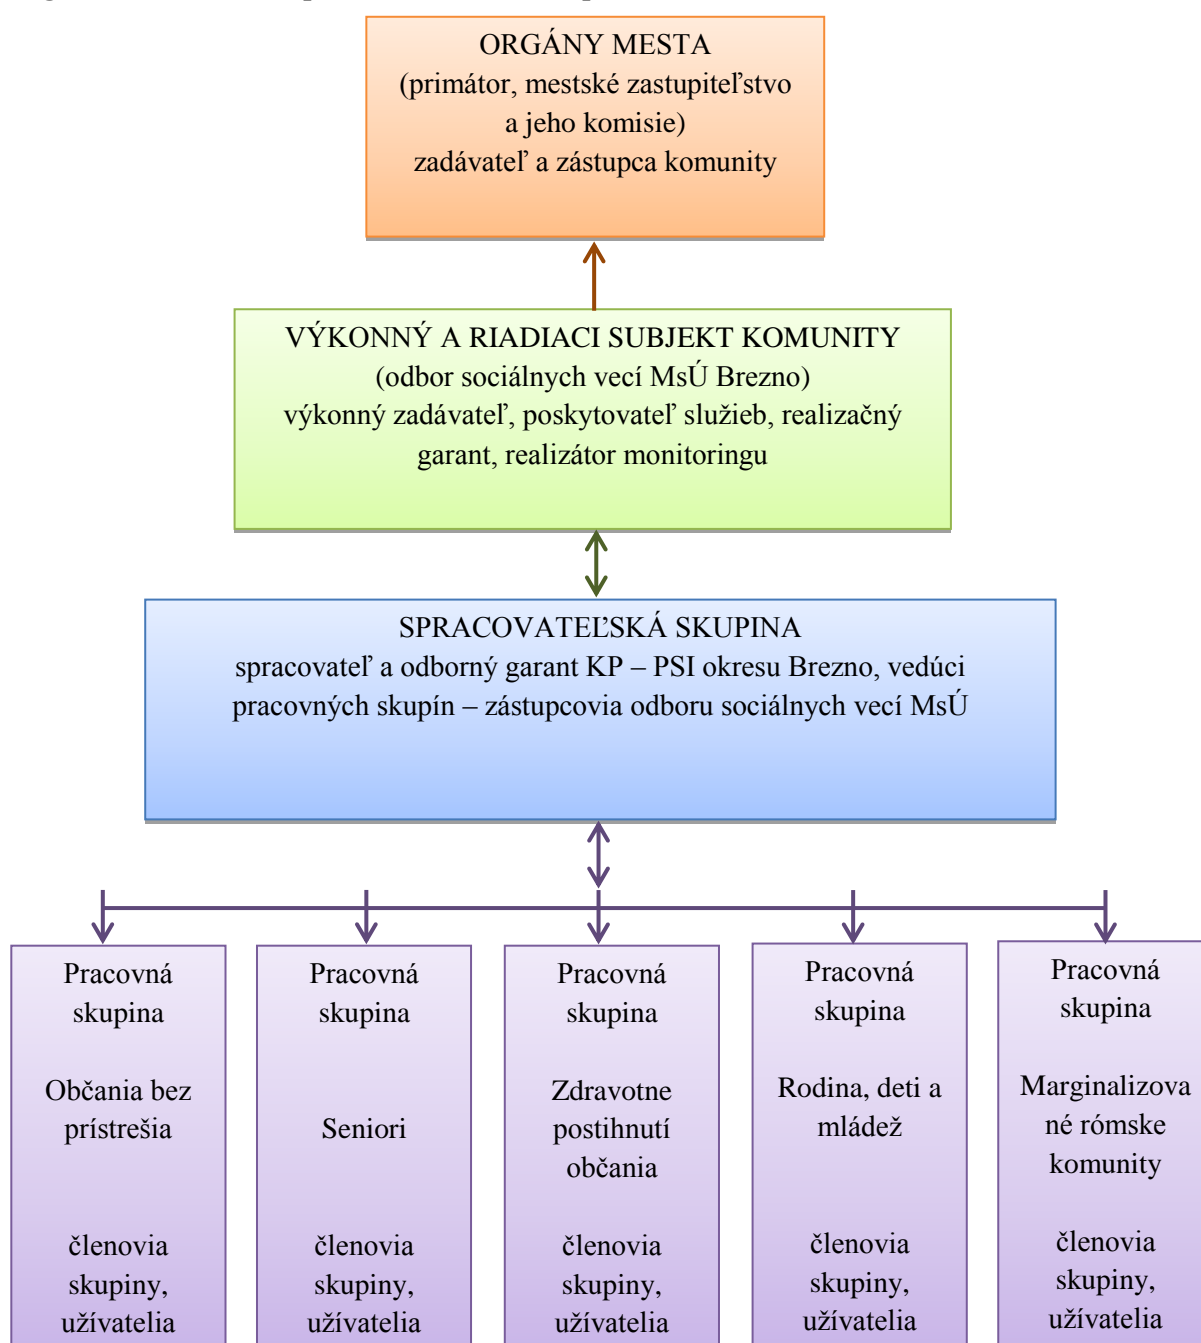 ORGÁNY MESTA
(primátor, mestské zastupiteľstvo
a jeho komisie)
zadávateľ a zástupca komunity
VÝKONNÝ A RIADIACI SUBJEKT KOMUNITY
(odbor sociálnych vecí MsÚ Brezno)
výkonný zadávateľ, poskytovateľ služieb, realizačný
garant, realizátor monitoringu
SPRACOVATEĽSKÁ SKUPINA
spracovateľ a odborný garant KP – PSI okresu Brezno, vedúci
pracovných skupín – zástupcovia odboru sociálnych vecí MsÚ
Pracovná
skupina
Občania bez
prístrešia
členovia
skupiny,
užívatelia
Pracovná
skupina
Seniori
členovia
skupiny,
užívatelia
Pracovná
skupina
Zdravotne
postihnutí
občania
členovia
skupiny,
užívatelia
Pracovná
skupina
Rodina, deti a
mládež
členovia
skupiny,
užívatelia
Pracovná
skupina
Marginalizova
né rómske
komunity
členovia
skupiny,
užívatelia